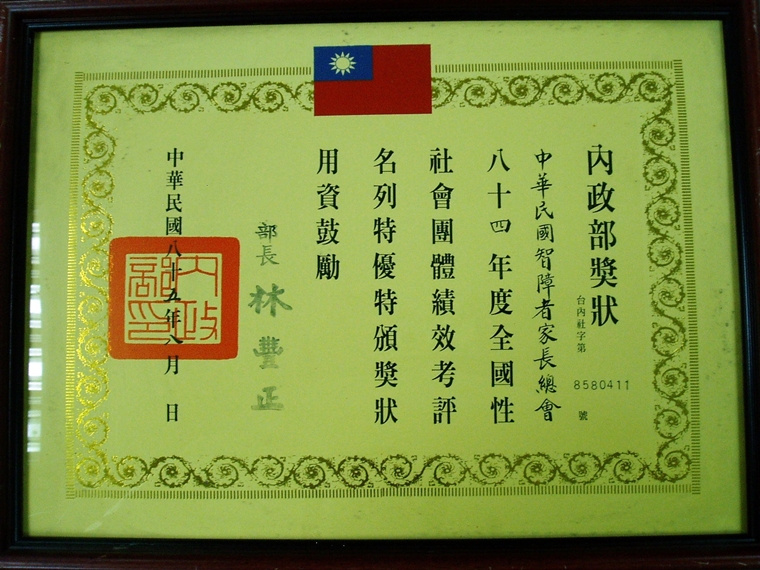 內政部獎狀
台內社字第
8580411
號
中華民國智障者家長總會
八十四年度全國性
社會團體績效考評
名列特優特頒獎狀
用資鼓勵
部長 林豐正
中華民國八十五年八月 日
內政部印